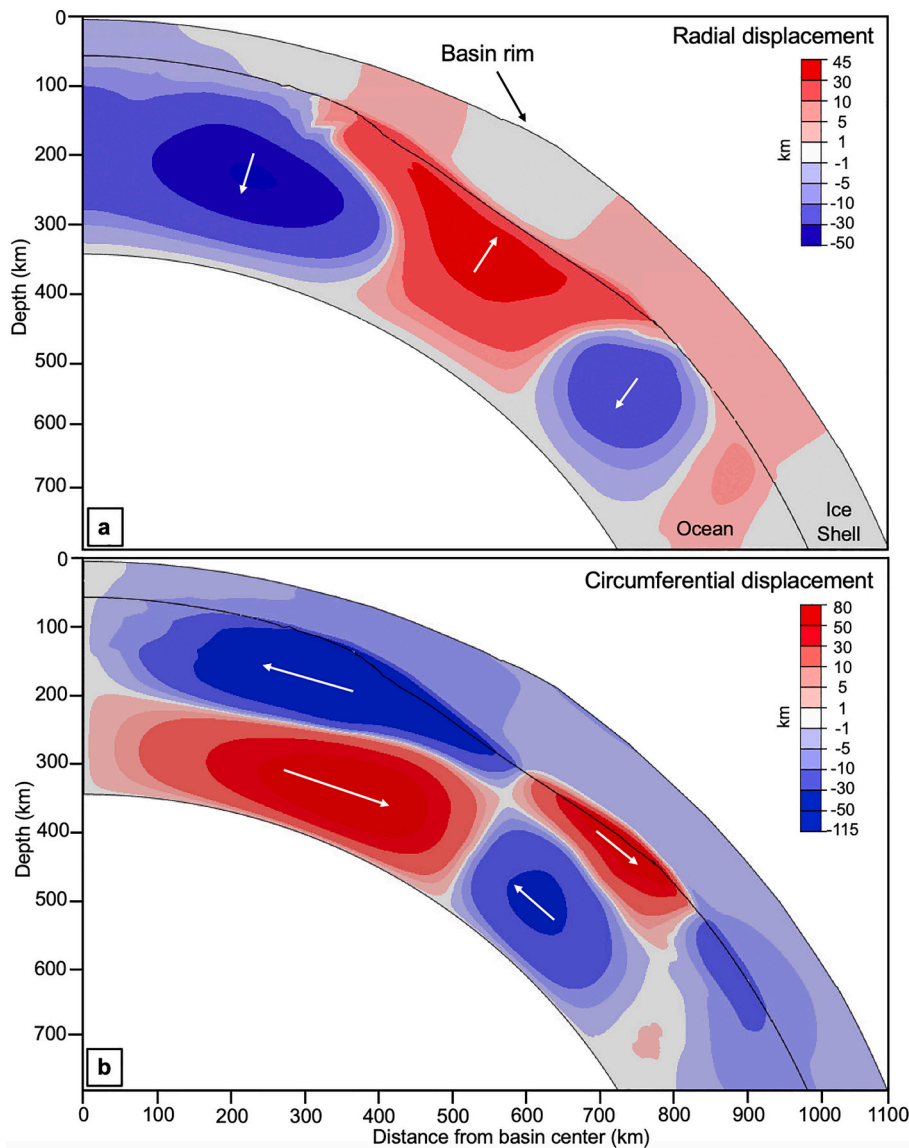 0
100
200
300
400
500
600
700
Depth (km)
Basin rim
Radial displacement
km
45
30
10
5
1
-1
-5
-10
-30
-50
Ocean
Ice
Shell
a
0
100
200
300
400
500
600
700
Depth (km)
Circumferential displacement
km
80
50
30
10
5
1
-1
-5
-10
-30
-50
-115
b
0 100 200 300 400 500 600 700 800 900 1000 1100
Distance from basin center (km)